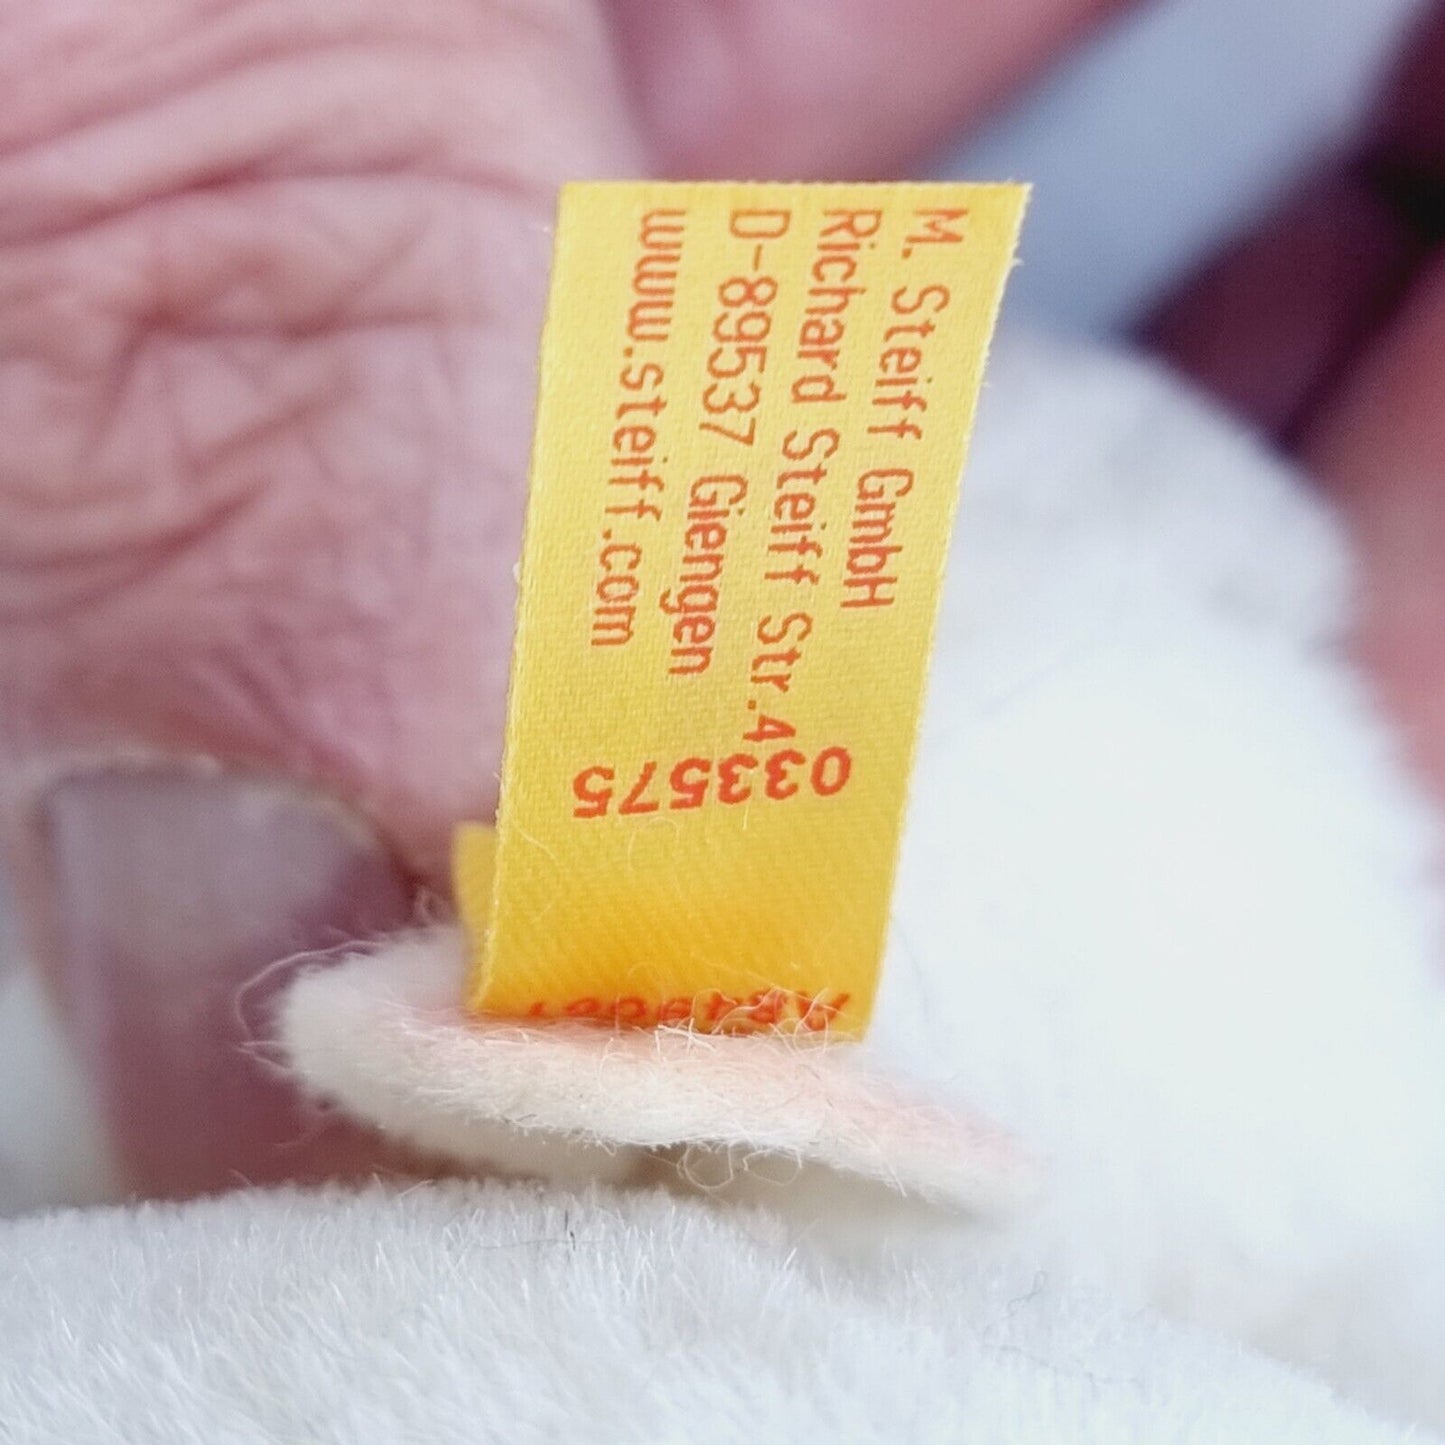 M. Steiff GmbH
Richard Steiff Str.4
D-89537 Giengen
www.steiff.com
033575